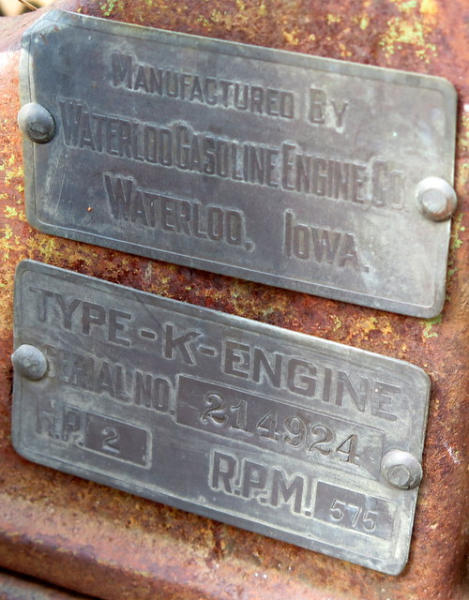 MANUFACTURED BY
WATERLOO GASOLINE ENGINE CO.
WATERLOO, IOWA.
TYPE-K-ENGINE
SERIAL NO. 214924
H.P. 2 R.P.M. 575